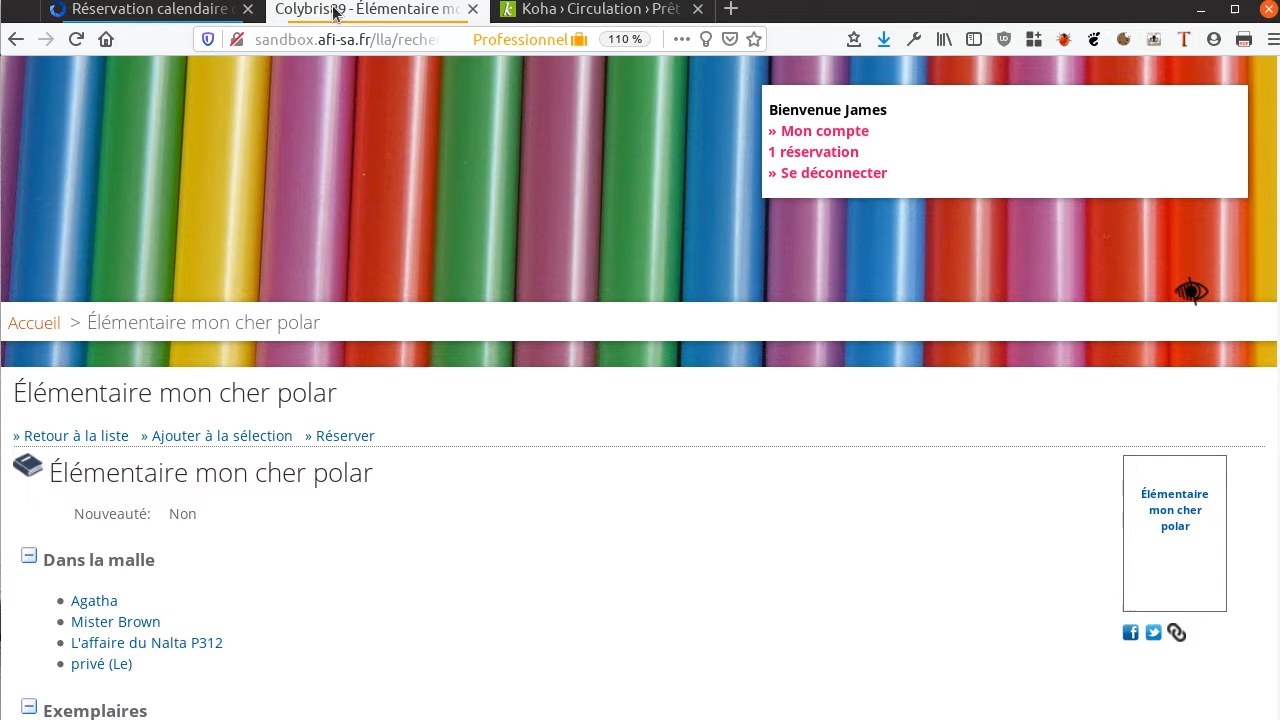 Réservation calendaire
Colybris89 - Élémentaire mo
Koha › Circulation › Prêt
sandbox.afi-sa.fr/lla/recher
Professionnel
110 %
Bienvenue James
» Mon compte
1 réservation
» Se déconnecter
Accueil > Élémentaire mon cher polar
Élémentaire mon cher polar
» Retour à la liste » Ajouter à la sélection » Réserver
Élémentaire mon cher polar
Élémentaire
mon cher
polar
Nouveauté: Non
Dans la malle
Agatha
Mister Brown
L'affaire du Nalta P312
privé (Le)
Exemplaires